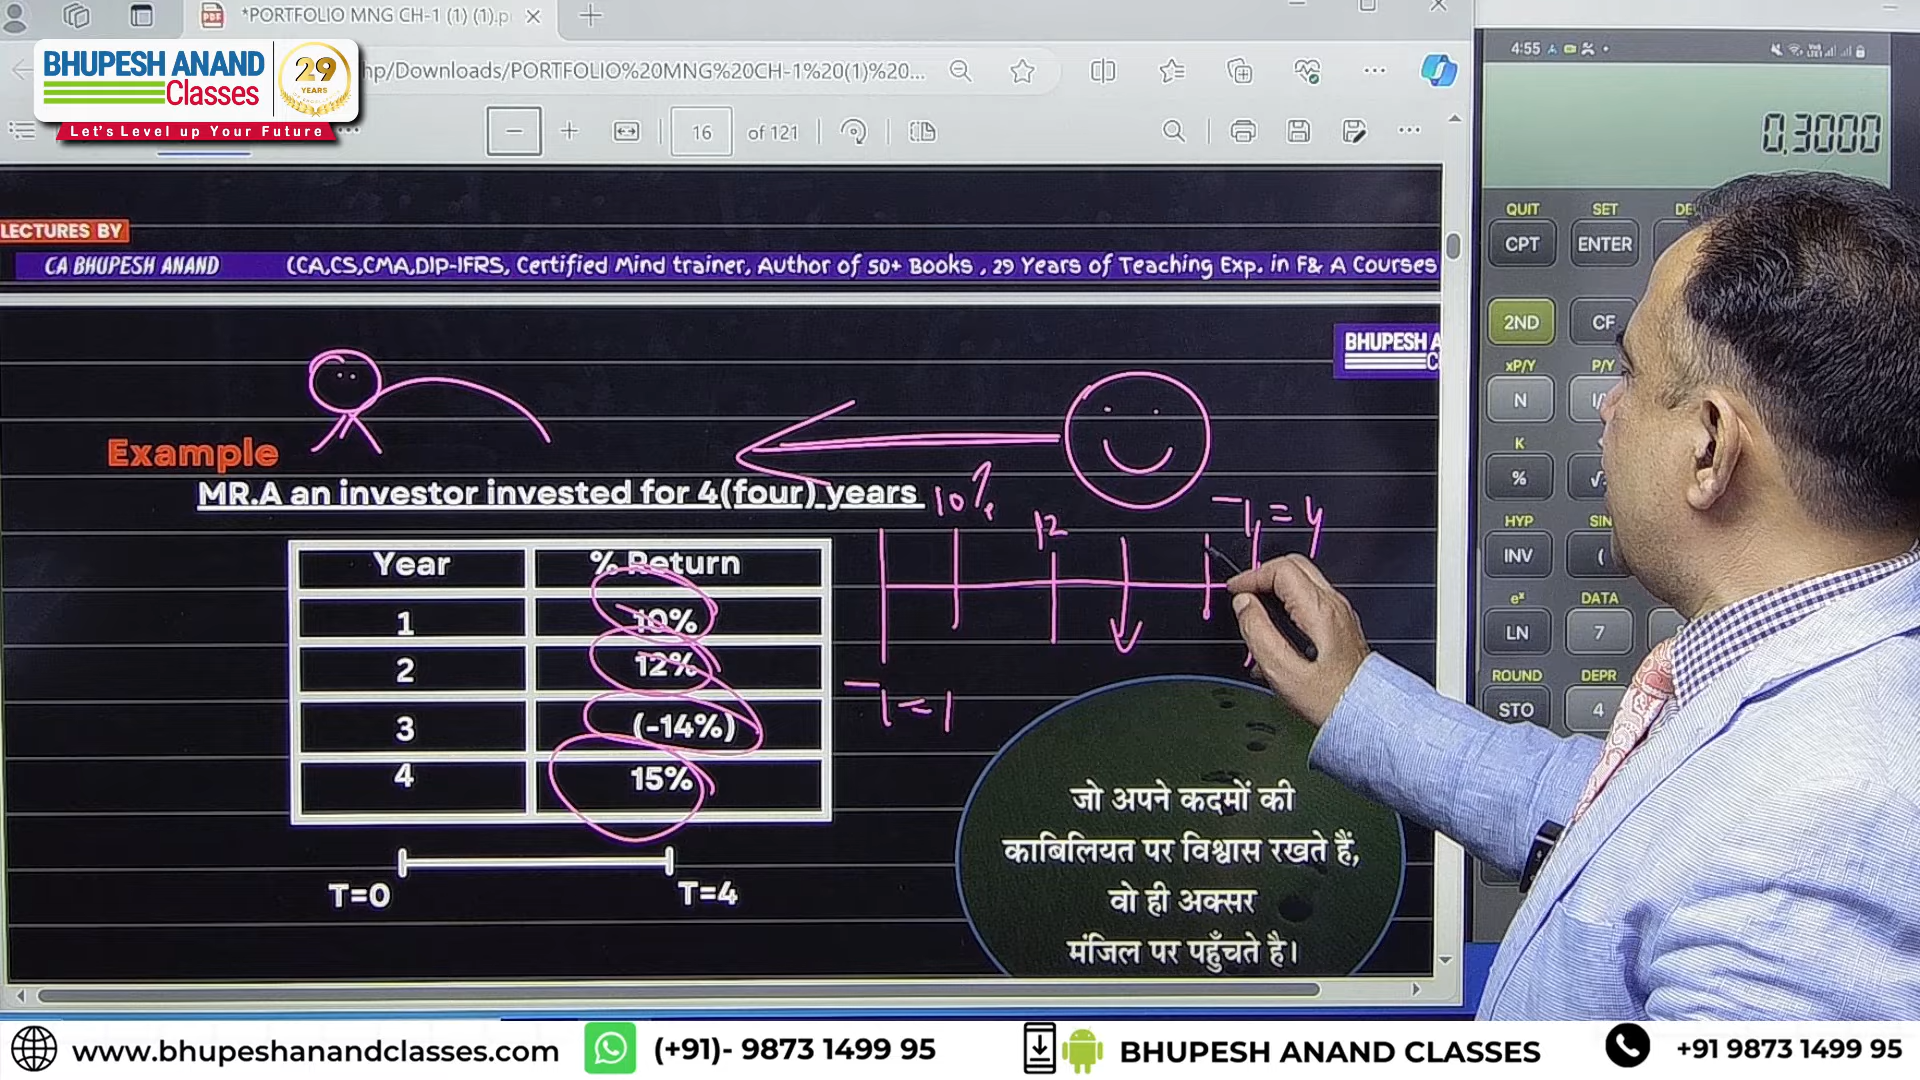 *PORTFOLIO MNG CH-1 (1) (1).p
BHUPESH ANAND
Classes
29
YEARS
Let's Level up Your Future
hp/Downloads/PORTFOLIO%20MNG%20CH-1%20(1)%20...
16 of 121
4:55
0.3000
LECTURES BY
CA BHUPESH ANAND (CA,CS,CMA,DIP-IFRS, Certified Mind trainer, Author of 50+ Books , 29 Years of Teaching Exp. in F& A Courses
BHUPESH A
Example
MR.A an investor invested for 4(four) years
10%
12
T=4
Year % Return
1 10%
2 12%
3 (-14%)
4 15%
T=1
T=0 T=4
जो अपने कदमों की
काबिलियत पर विश्वास रखते हैं,
वो ही अक्सर
मंजिल पर पहुँचते है।
QUIT SET
CPT ENTER
2ND CF
xP/Y P/Y
N
K
%
HYP SIN
INV (
eˣ DATA
LN 7
ROUND DEPR
STO 4
www.bhupeshanandclasses.com
(+91)- 9873 1499 95
BHUPESH ANAND CLASSES
+91 9873 1499 95